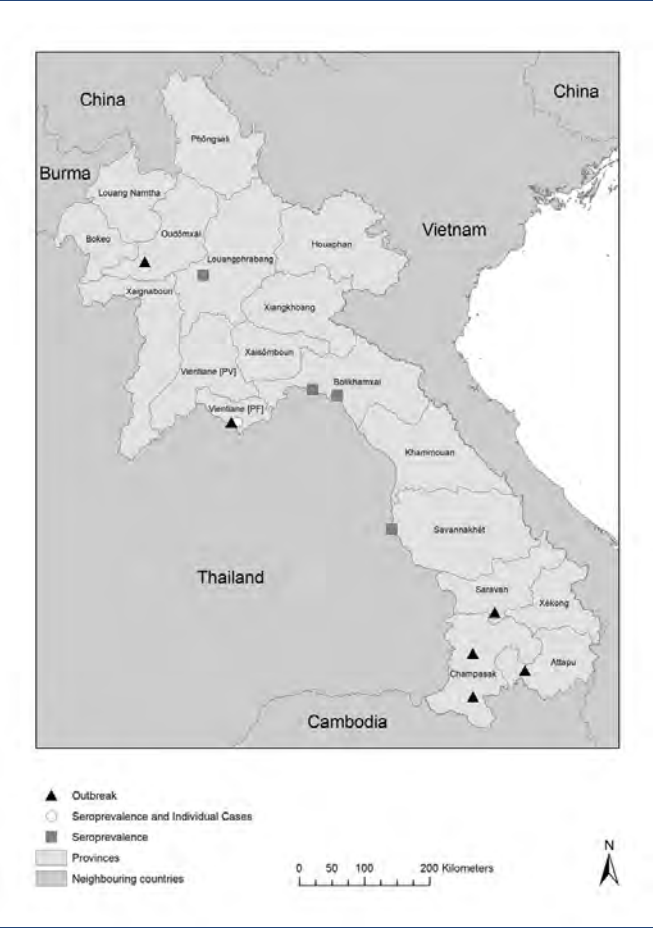 China
China
Phôngsali
Burma
Louang Namtha
Vietnam
Bokeo
Oudômxai
Houaphan
Louangphrabang
Xaignabouri
Xiangkhoang
Xaisômboun
Vientiane [PV]
Bolikhamxai
Vientiane [PF]
Khammouan
Savannakhét
Thailand
Saravan
Xékong
Attapu
Champasak
Cambodia
Outbreak
Seroprevalence and Individual Cases
Seroprevalence
Provinces
Neighbouring countries
0 50 100 200 Kilometers
N